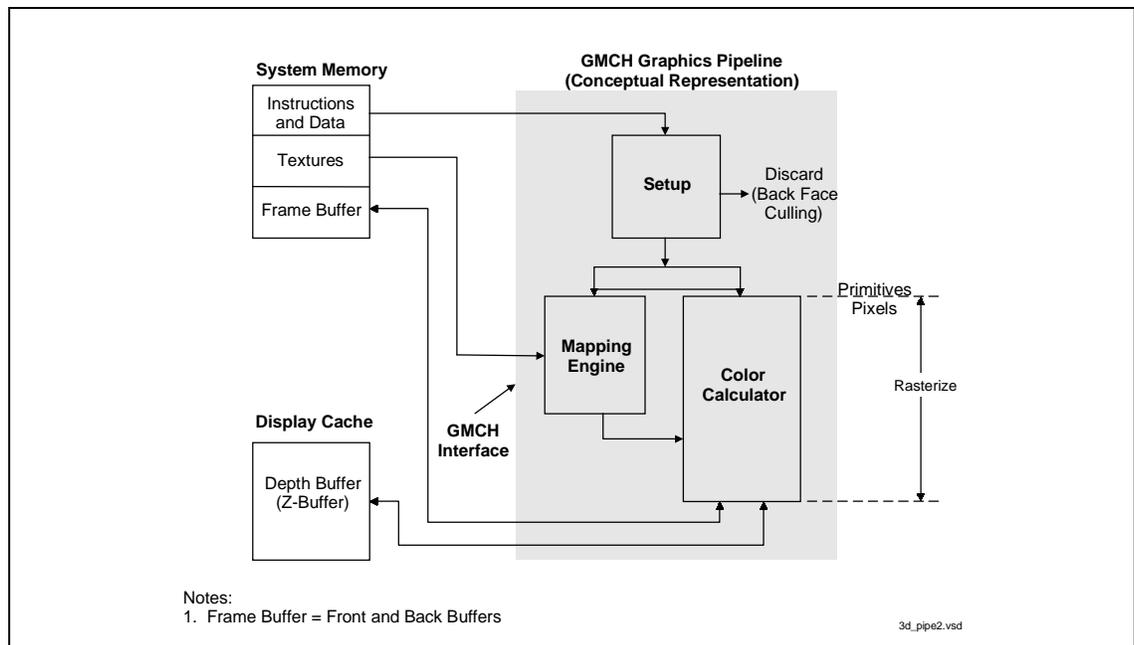 System Memory
Instructions
and Data
Textures
Frame Buffer
GMCH Graphics Pipeline
(Conceptual Representation)
Setup
Discard
(Back Face
Culling)
Primitives
Pixels
Mapping
Engine
Color
Calculator
Rasterize
GMCH
Interface
Display Cache
Depth Buffer
(Z-Buffer)
Notes:
1. Frame Buffer = Front and Back Buffers
3d_pipe2.vsd